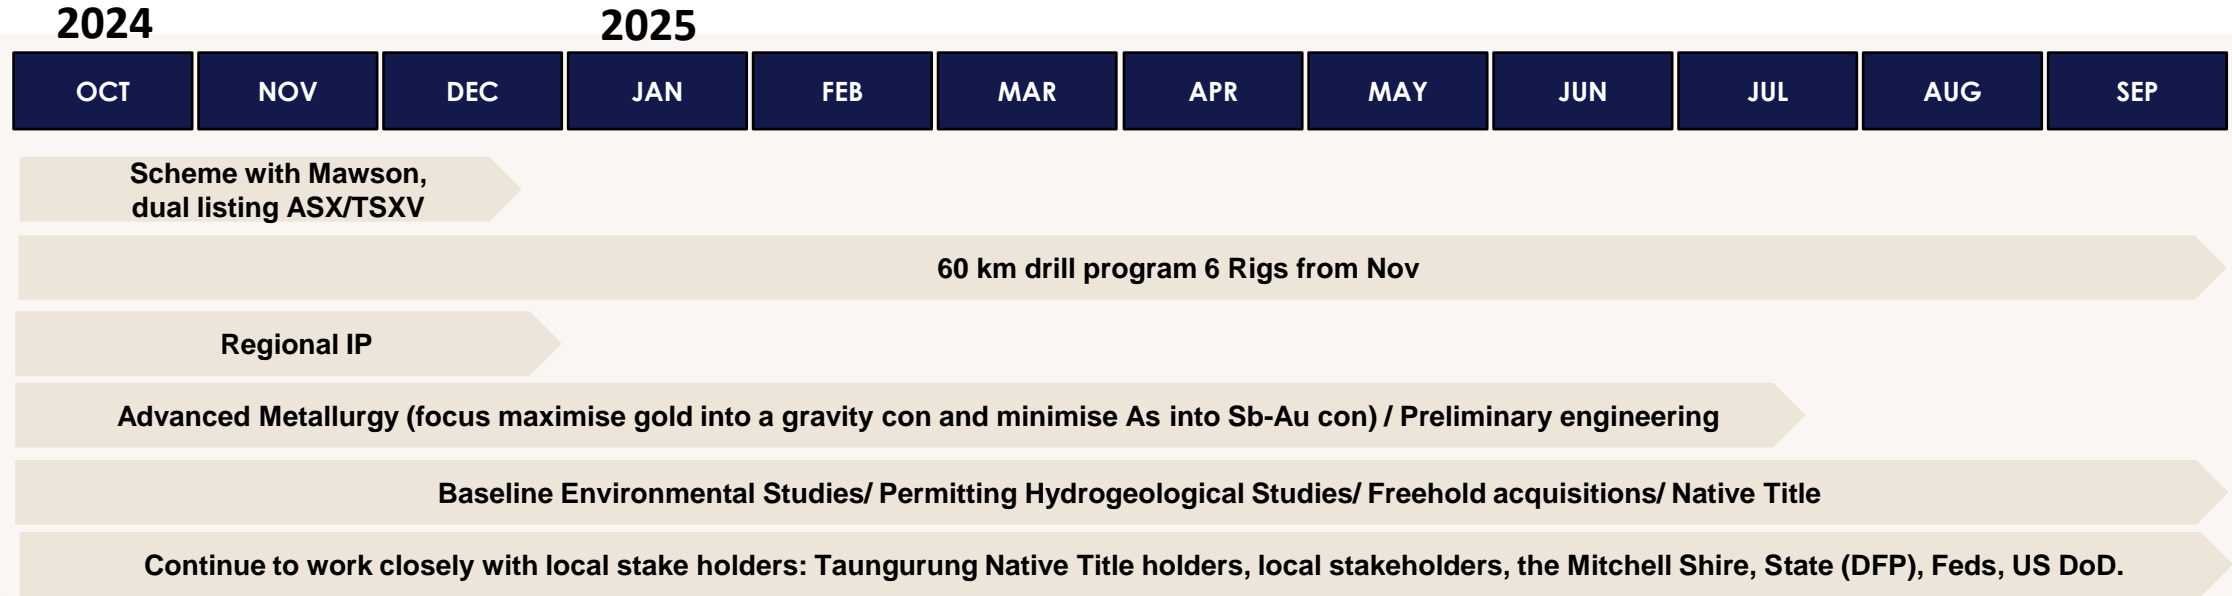 2024 2025
OCT NOV DEC JAN FEB MAR APR MAY JUN JUL AUG SEP
Scheme with Mawson,
dual listing ASX/TSXV
60 km drill program 6 Rigs from Nov
Regional IP
Advanced Metallurgy (focus maximise gold into a gravity con and minimise As into Sb-Au con) / Preliminary engineering
Baseline Environmental Studies/ Permitting Hydrogeological Studies/ Freehold acquisitions/ Native Title
Continue to work closely with local stake holders: Taungurung Native Title holders, local stakeholders, the Mitchell Shire, State (DFP), Feds, US DoD.